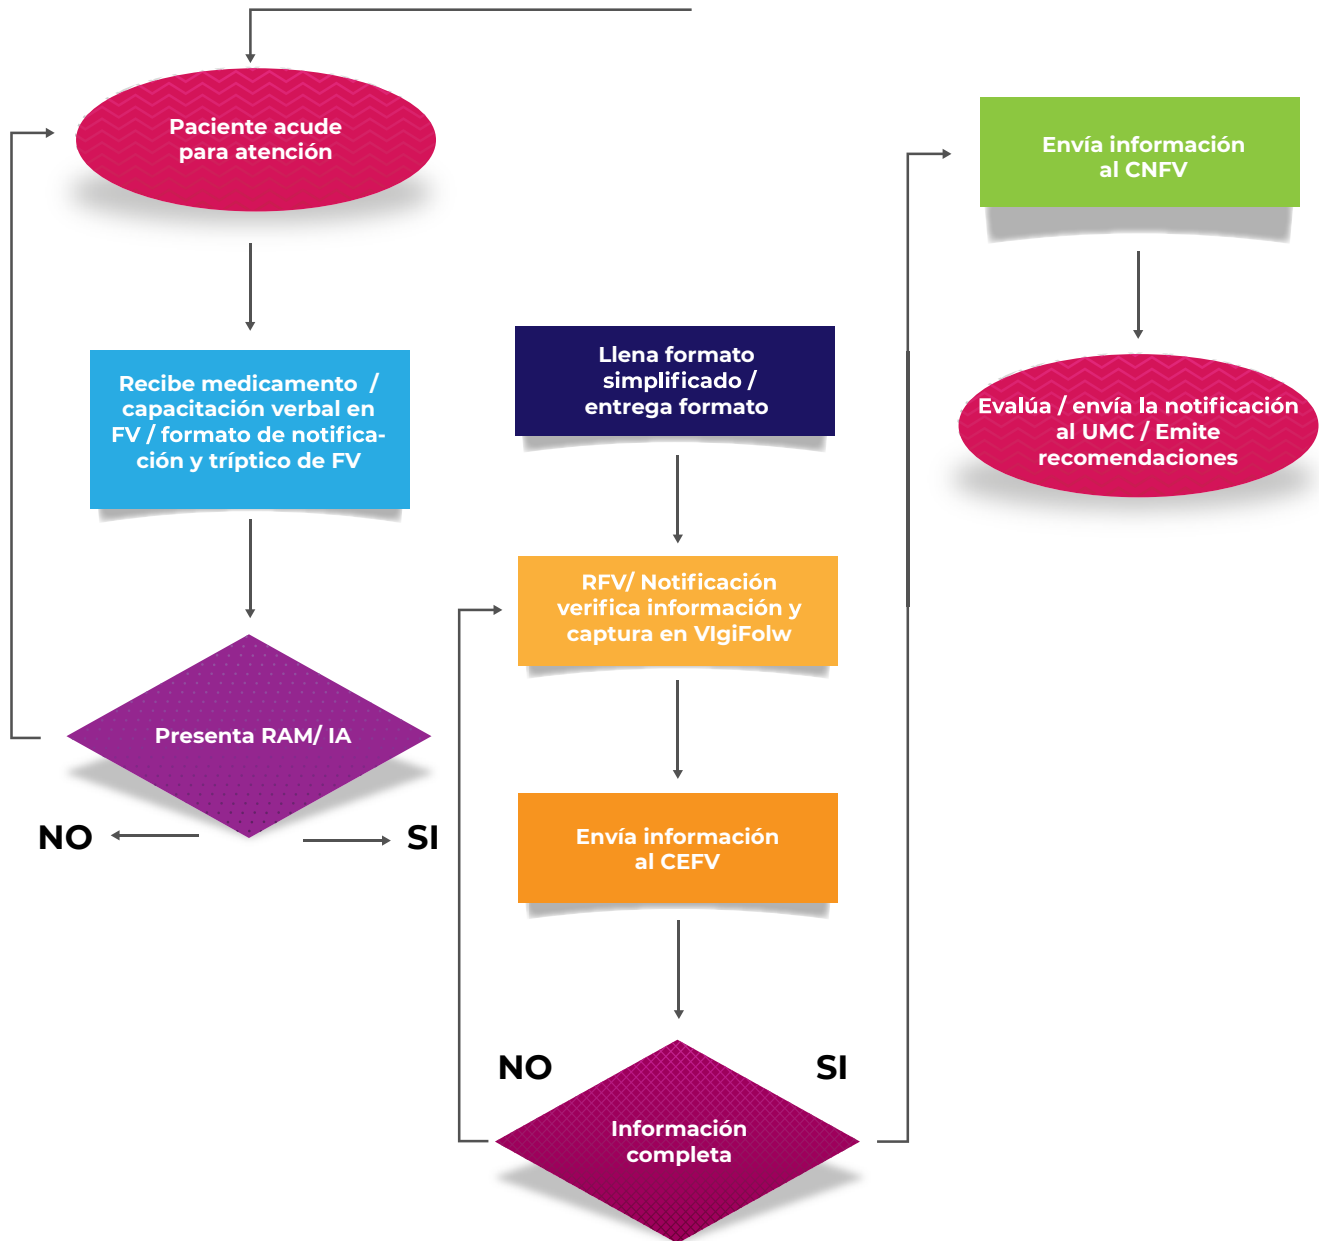 Paciente acude
para atención
Recibe medicamento /
capacitación verbal en
FV / formato de notifica-
ción y tríptico de FV
Presenta RAM/ IA
NO
SI
Llena formato
simplificado /
entrega formato
RFV/ Notificación
verifica información y
captura en VIgiFolw
Envía información
al CEFV
NO
SI
Información
completa
Envía información
al CNFV
Evalúa / envía la notificación
al UMC / Emite
recomendaciones